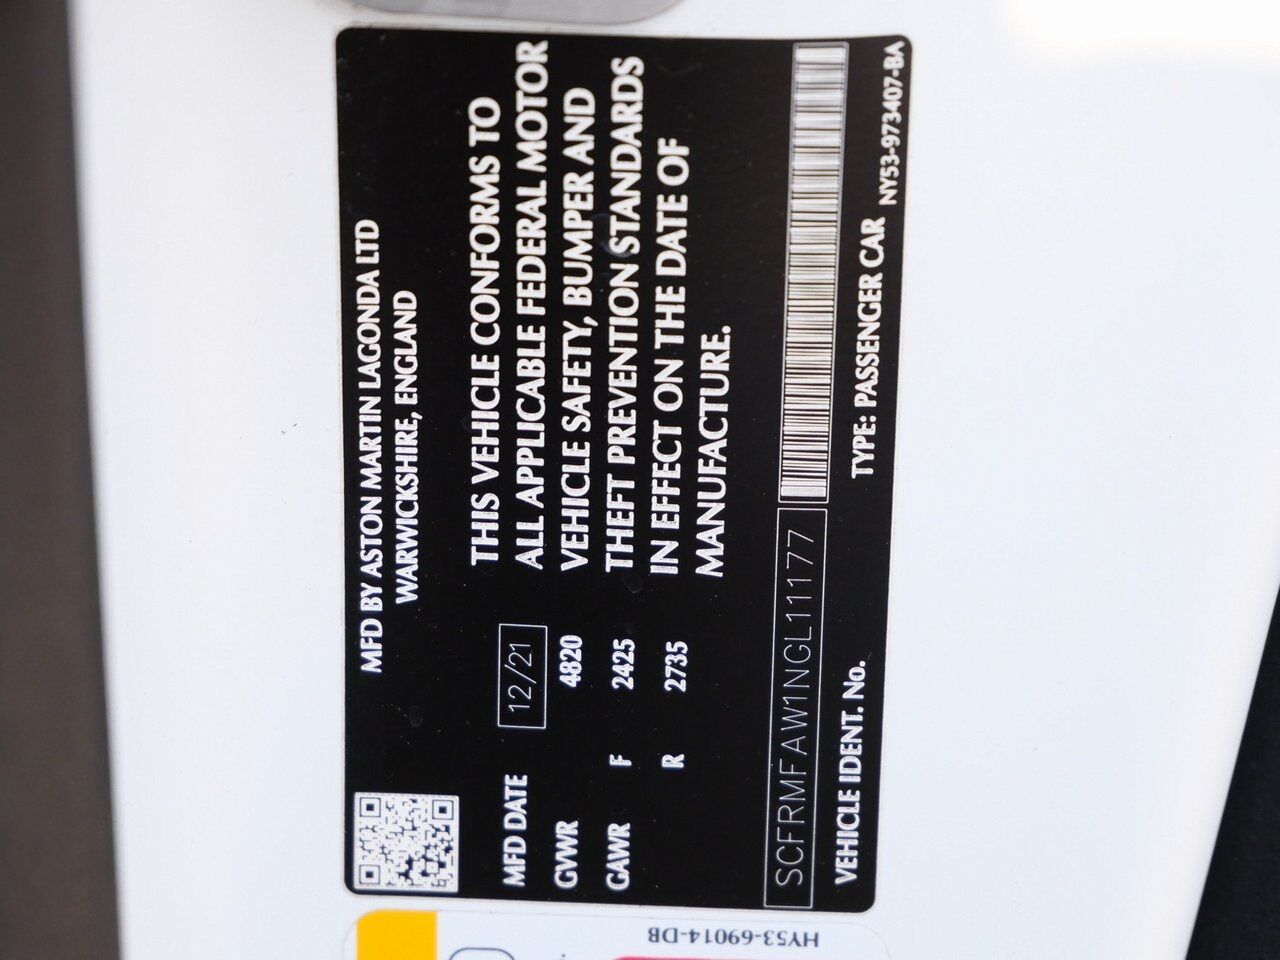 MFD BY ASTON MARTIN LAGONDA LTD
WARWICKSHIRE, ENGLAND
MFD DATE 12/21
GVWR 4820
GAWR F 2425
R 2735
THIS VEHICLE CONFORMS TO
ALL APPLICABLE FEDERAL MOTOR
VEHICLE SAFETY, BUMPER AND
THEFT PREVENTION STANDARDS
IN EFFECT ON THE DATE OF
MANUFACTURE.
SCFRMFAW1NGL11177
VEHICLE IDENT. No. TYPE: PASSENGER CAR NY53-973407-BA
HY53-69014-DB